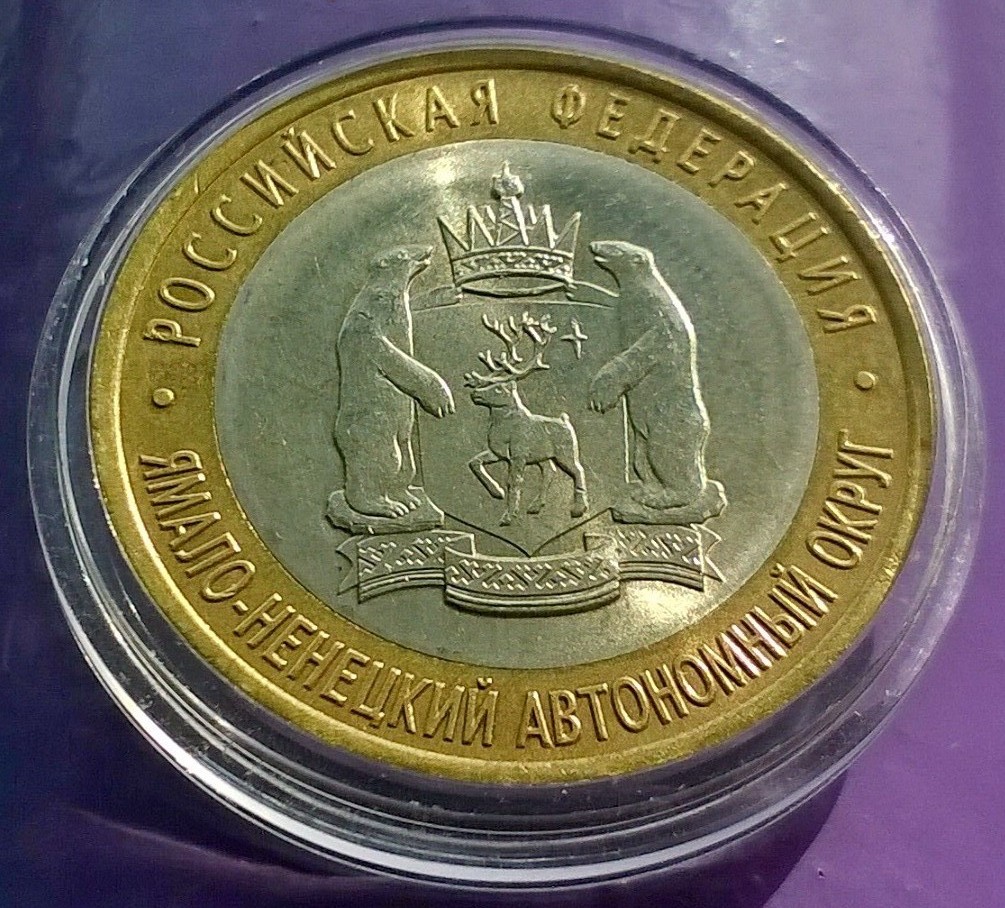 РОССИЙСКАЯ ФЕДЕРАЦИЯ
ЯМАЛО-НЕНЕЦКИЙ АВТОНОМНЫЙ ОКРУГ